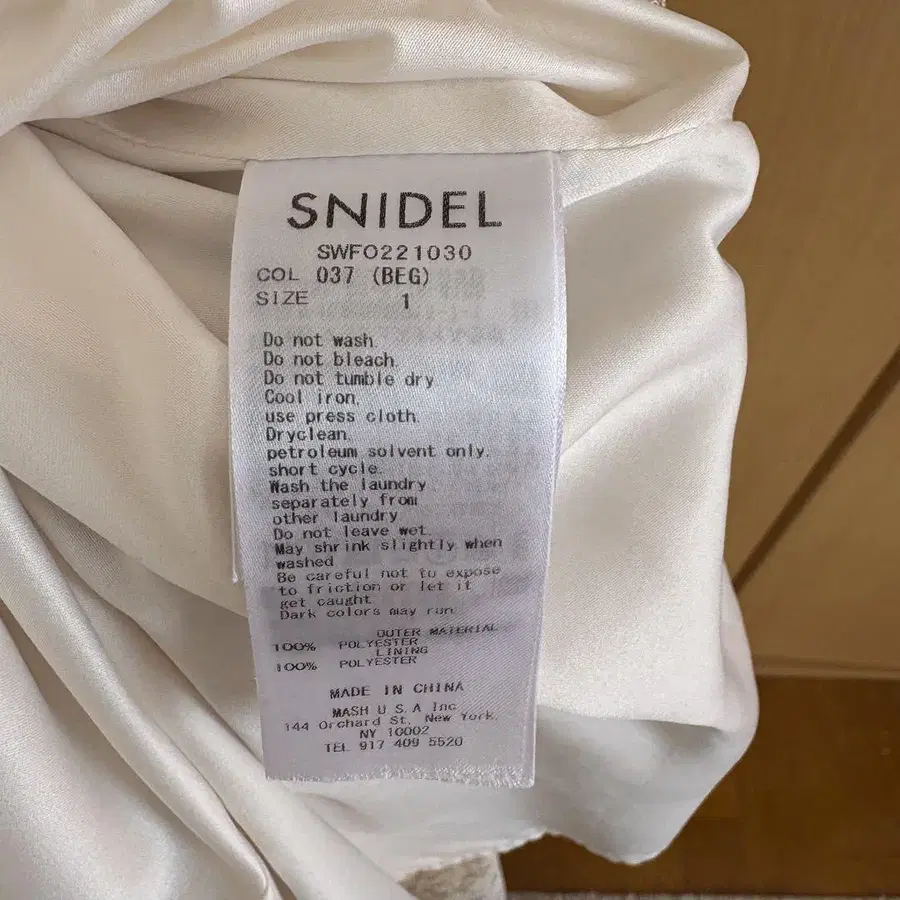 SNIDEL
SWFO221030
COL 037 (BEG)
SIZE 1
Do not wash.
Do not bleach.
Do not tumble dry
Cool iron.
use press cloth.
Dryclean.
petroleum solvent only.
short cycle.
Wash the laundry
separately from
other laundry
Do not leave wet.
May shrink slightly when
washed
Be careful not to expose
to friction or let it
get caught
Dark colors may run.
OUTER MATERIAL
100% POLYESTER
LINING
100% POLYESTER
MADE IN CHINA
MASH U.S.A Inc
144 Orchard St, New York,
NY 10002
TEL 917 409 5520